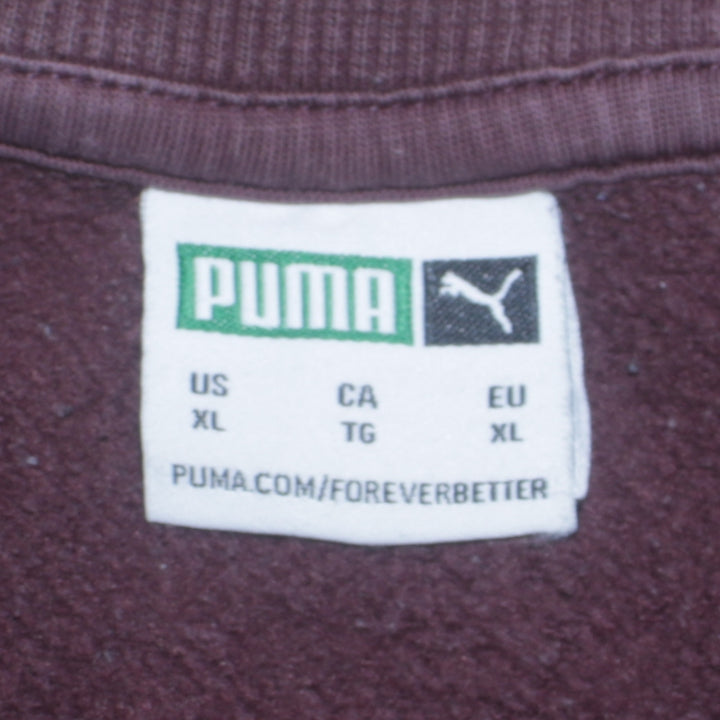 PUMA
US CA EU
XL TG XL
PUMA.COM/FOREVERBETTER